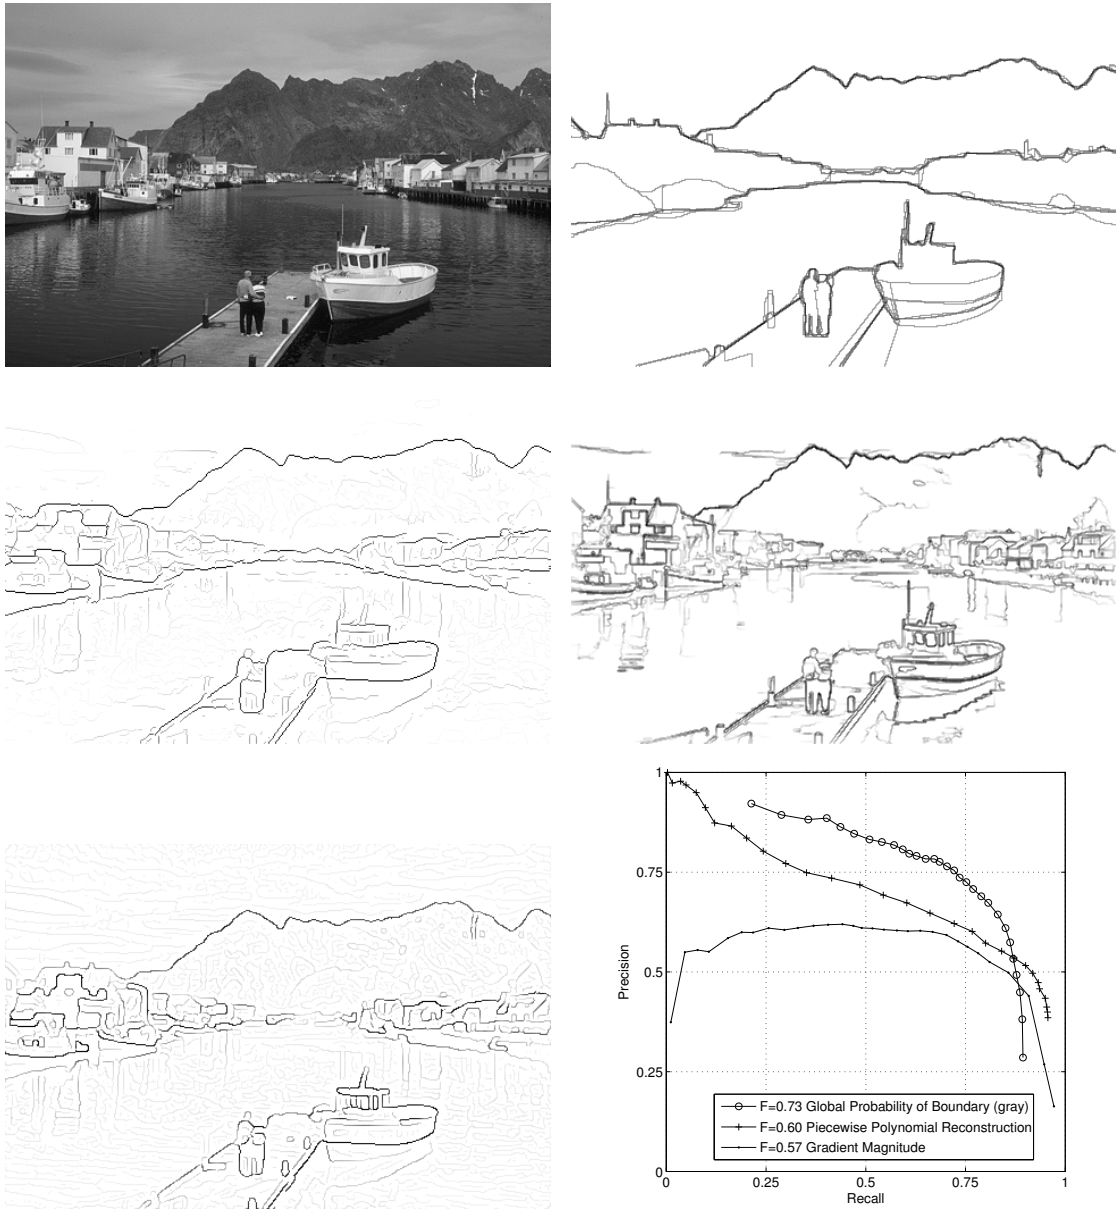 1
0.75
0.5
0.25
0
Precision
F=0.73 Global Probability of Boundary (gray)
F=0.60 Piecewise Polynomial Reconstruction
F=0.57 Gradient Magnitude
0 0.25 0.5 0.75 1
Recall